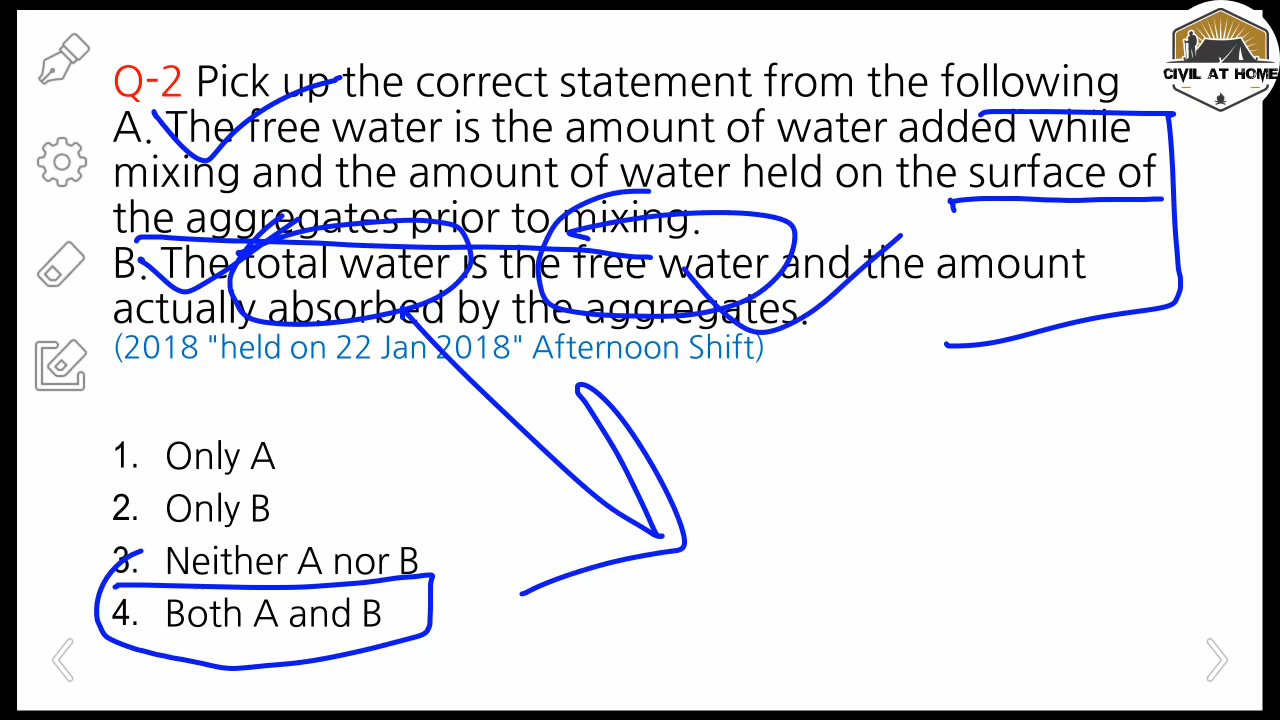 CIVIL AT HOME
Q-2 Pick up the correct statement from the following
A. The free water is the amount of water added while
mixing and the amount of water held on the surface of
the aggregates prior to mixing.
B. The total water is the free water and the amount
actually absorbed by the aggregates.
(2018 "held on 22 Jan 2018" Afternoon Shift)
1. Only A
2. Only B
3. Neither A nor B
4. Both A and B